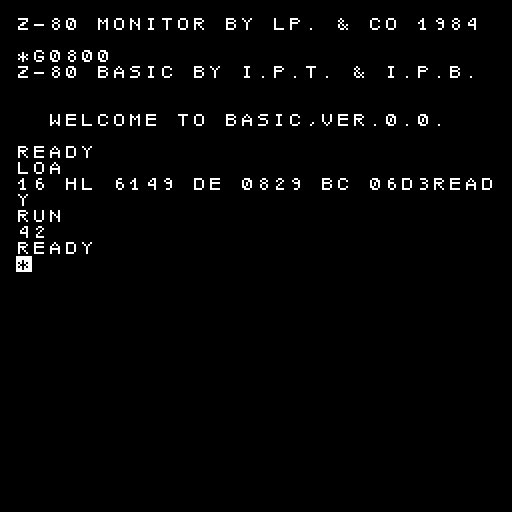 Z-80 MONITOR BY LP. & CO 1984
*G0800
Z-80 BASIC BY I.P.T. & I.P.B.
WELCOME TO BASIC,VER.0.0.
READY
LOA
16 HL 6149 DE 0829 BC 06D3READ
Y
RUN
42
READY
*